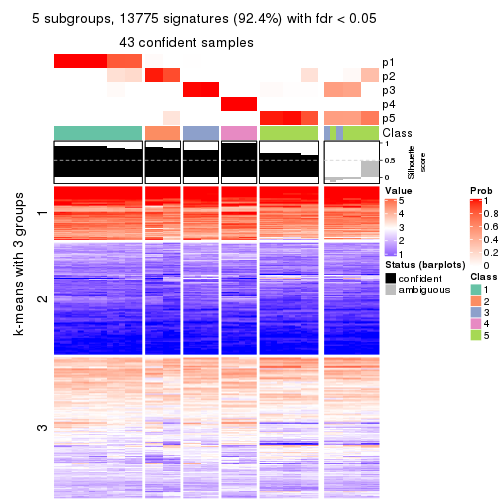 5 subgroups, 13775 signatures (92.4%) with fdr < 0.05
43 confident samples
p1
p2
p3
p4
p5
Class
1
0.5
0
Silhouette
score
k-means with 3 groups
1
2
3
Value
5
4
3
2
1
Status (barplots)
confident
ambiguous
Prob
1
0.8
0.6
0.4
0.2
0
Class
1
2
3
4
5